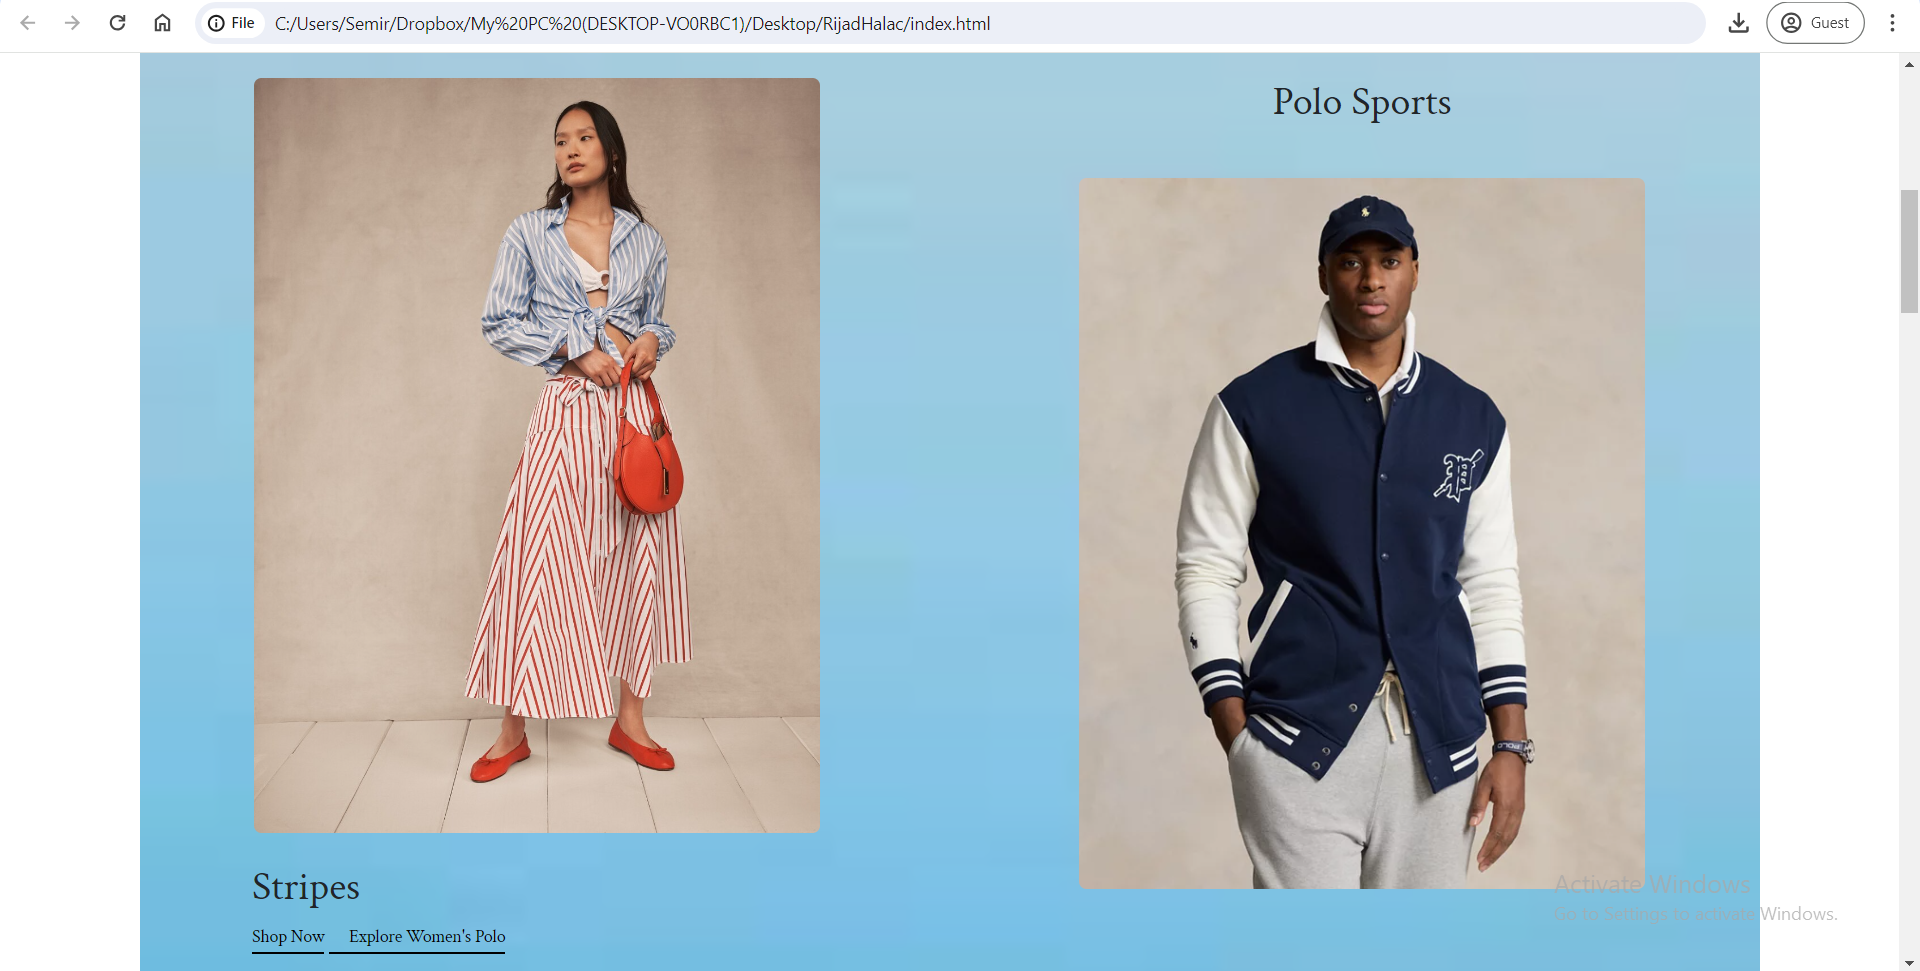 File
C:/Users/Semir/Dropbox/My%20PC%20(DESKTOP-VO0RBC1)/Desktop/RijadHalac/index.html
Guest
Polo Sports
Stripes
Shop Now
Explore Women's Polo
Activate Windows
Go to Settings to activate Windows.